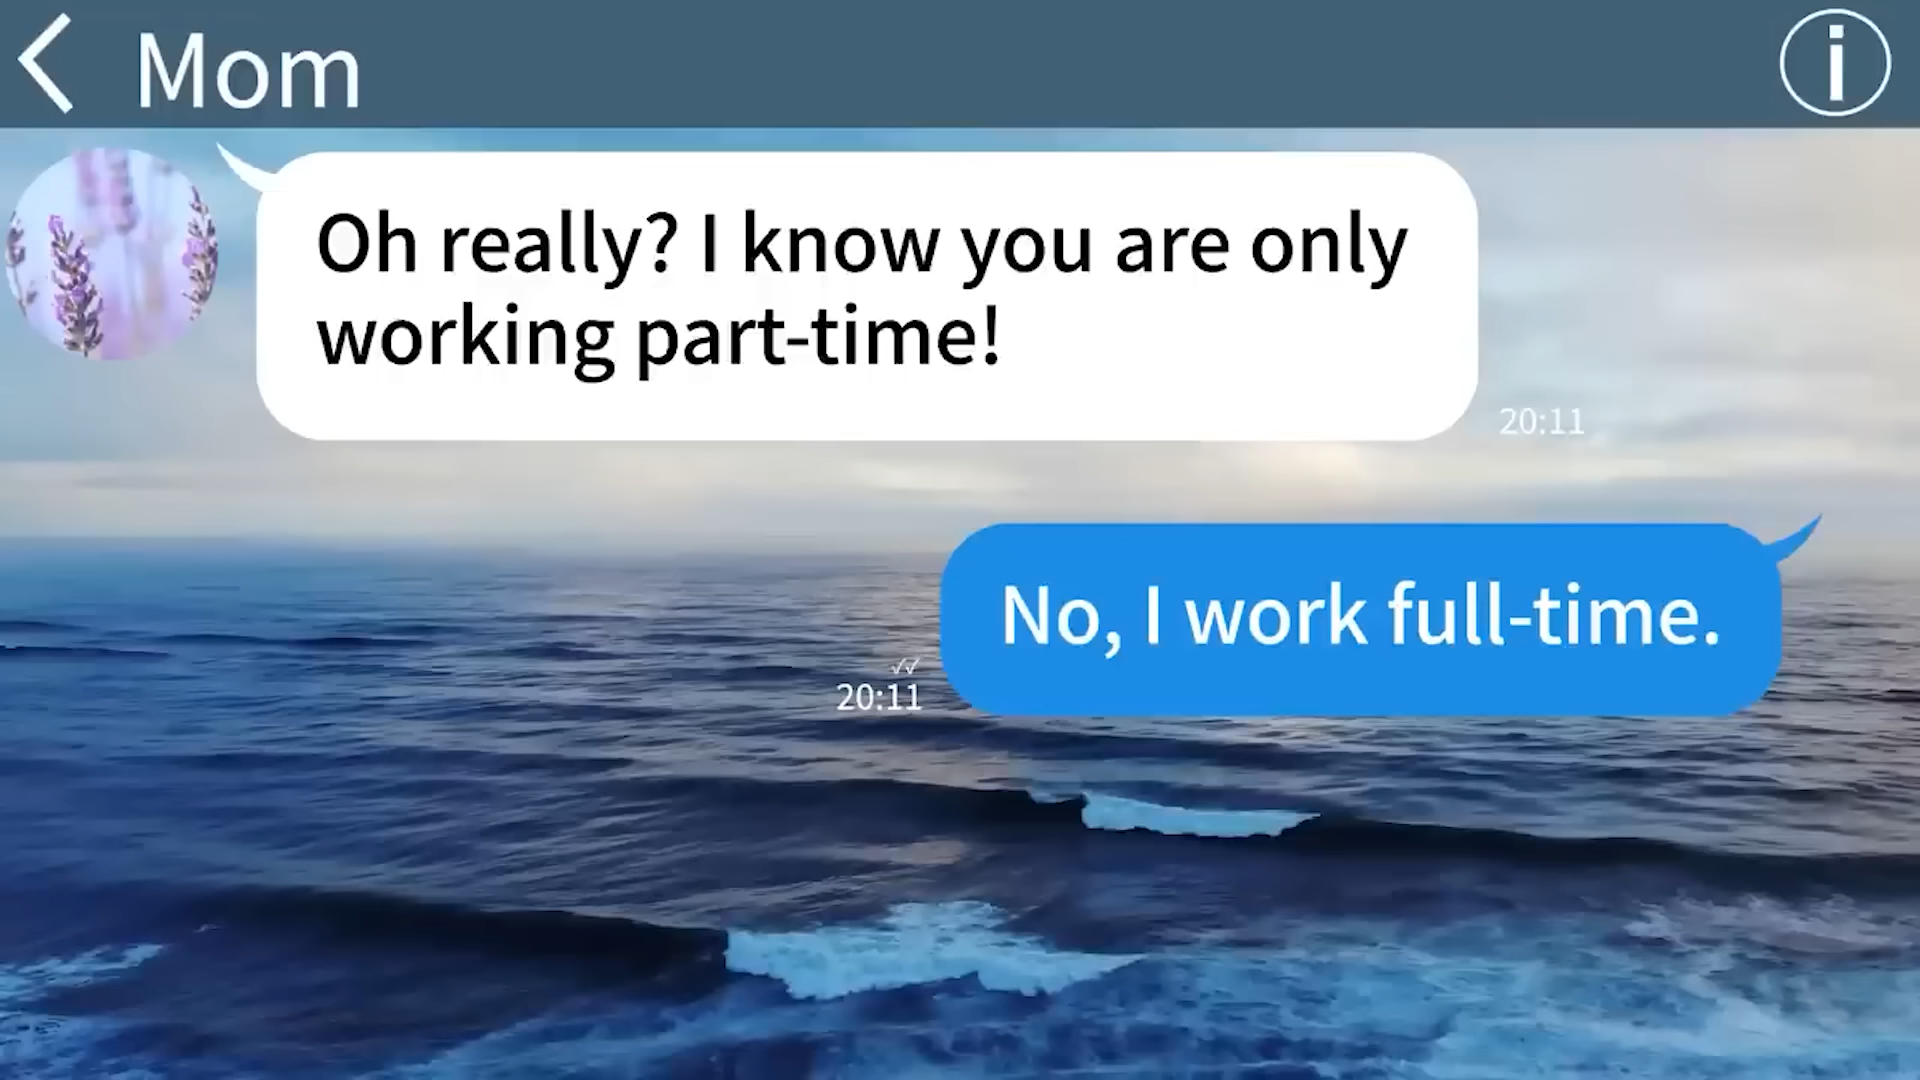 Mom
Oh really? I know you are only
working part-time!
20:11
No, I work full-time.
20:11